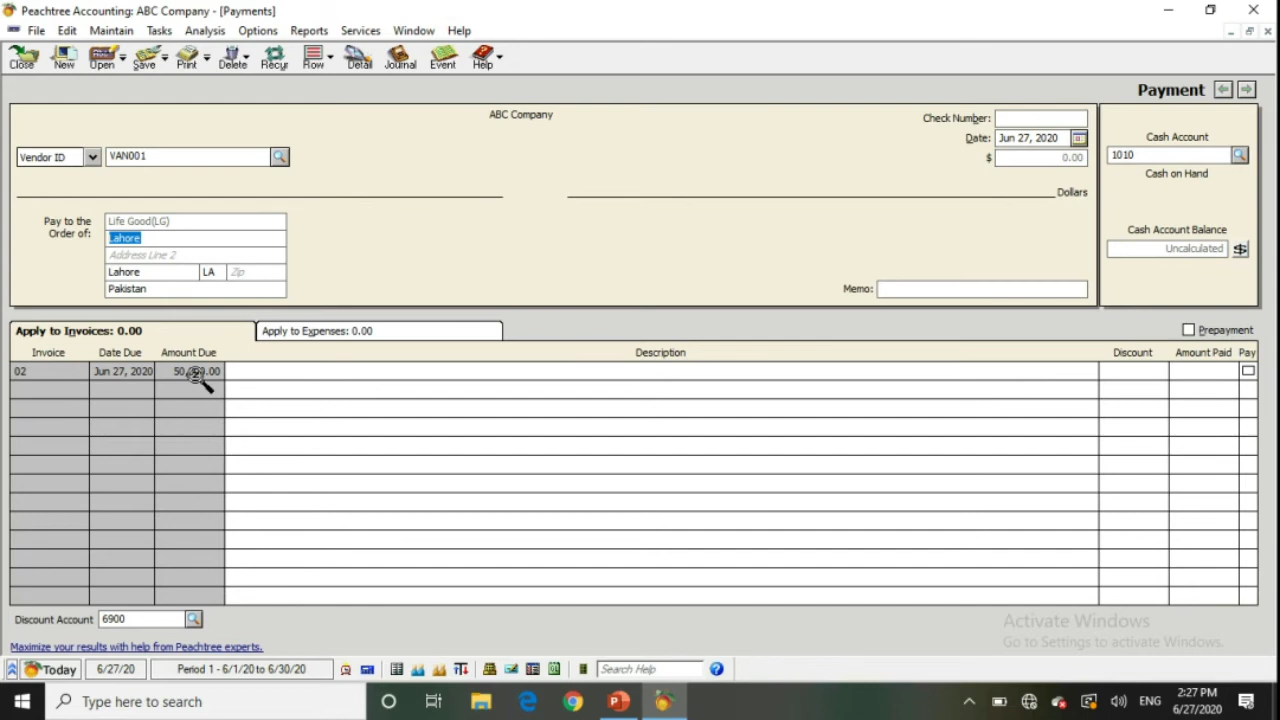 Peachtree Accounting: ABC Company - [Payments]
File Edit Maintain Tasks Analysis Options Reports Services Window Help
Close New Open Save Print Delete Recur Row Detail Journal Event Help
Payment
ABC Company
Check Number:
Date: Jun 27, 2020
$ 0.00
Cash Account
1010
Cash on Hand
Vendor ID VAN001
Dollars
Pay to the Order of:
Life Good(LG)
Lahore
Address Line 2
Lahore LA Zip
Pakistan
Cash Account Balance
Uncalculated
Memo:
Apply to Invoices: 0.00 Apply to Expenses: 0.00 Prepayment
Invoice Date Due Amount Due Description Discount Amount Paid Pay
02 Jun 27, 2020
Discount Account 6900
Maximize your results with help from Peachtree experts.
Activate Windows
Go to Settings to activate Windows.
Today 6/27/20 Period 1 - 6/1/20 to 6/30/20 Search Help
Type here to search ENG 2:27 PM
6/27/2020